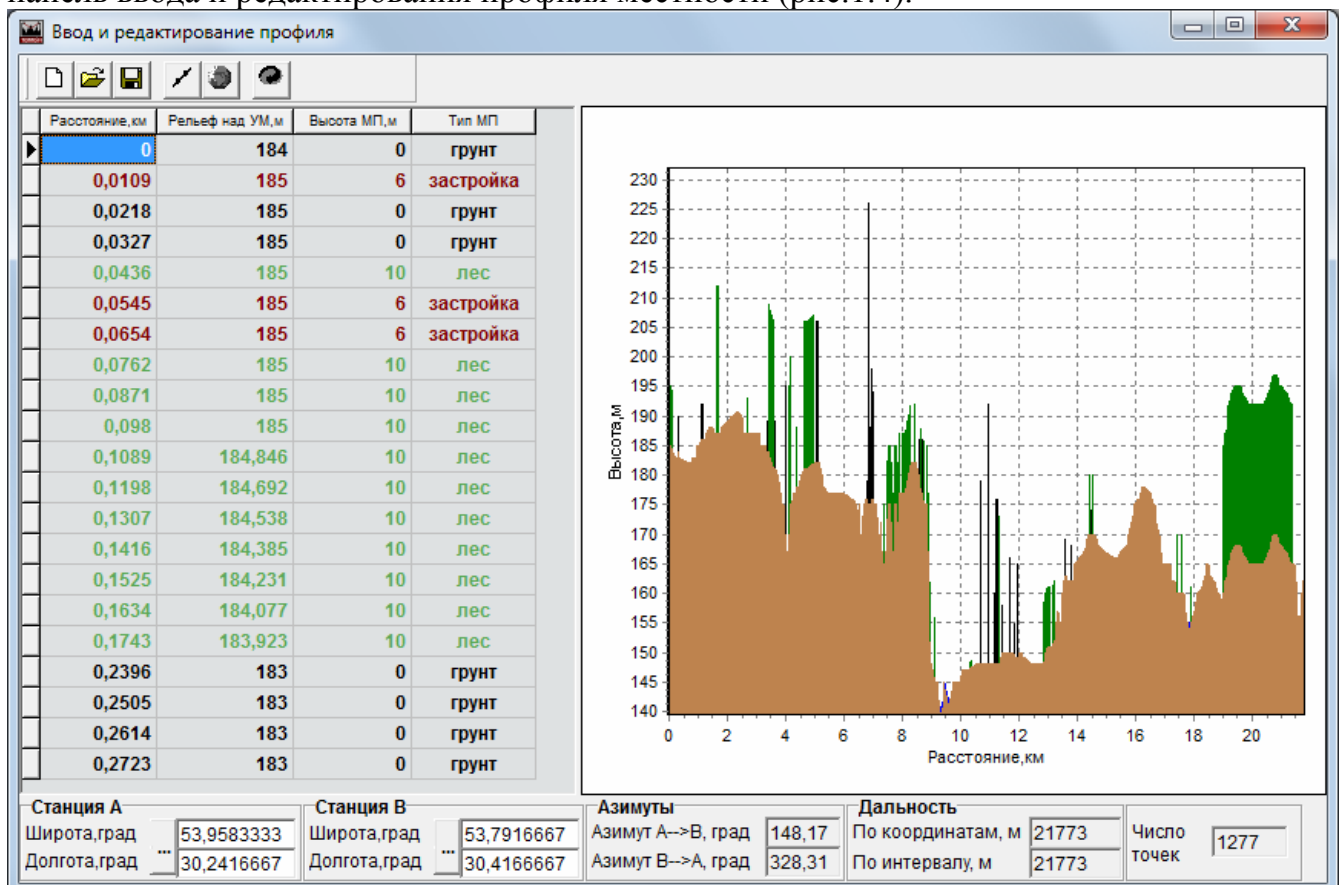 панель ввода и редактирования профиля местности (рис.1.4).
Ввод и редактирование профиля
Расстояние,км Рельеф над УМ,м Высота МП,м Тип МП
0 184 0 грунт
0,0109 185 6 застройка
0,0218 185 0 грунт
0,0327 185 0 грунт
0,0436 185 10 лес
0,0545 185 6 застройка
0,0654 185 6 застройка
0,0762 185 10 лес
0,0871 185 10 лес
0,098 185 10 лес
0,1089 184,846 10 лес
0,1198 184,692 10 лес
0,1307 184,538 10 лес
0,1416 184,385 10 лес
0,1525 184,231 10 лес
0,1634 184,077 10 лес
0,1743 183,923 10 лес
0,2396 183 0 грунт
0,2505 183 0 грунт
0,2614 183 0 грунт
0,2723 183 0 грунт
230
225
220
215
210
205
200
195
190
185
180
175
170
165
160
155
150
145
140
Высота,м
0 2 4 6 8 10 12 14 16 18 20
Расстояние,км
Станция А Станция В Азимуты Дальность
Широта,град 53,9583333 Широта,град 53,7916667 Азимут А-->В, град 148,17 По координатам, м 21773 Число точек 1277
Долгота,град ... 30,2416667 Долгота,град ... 30,4166667 Азимут В-->А, град 328,31 По интервалу, м 21773